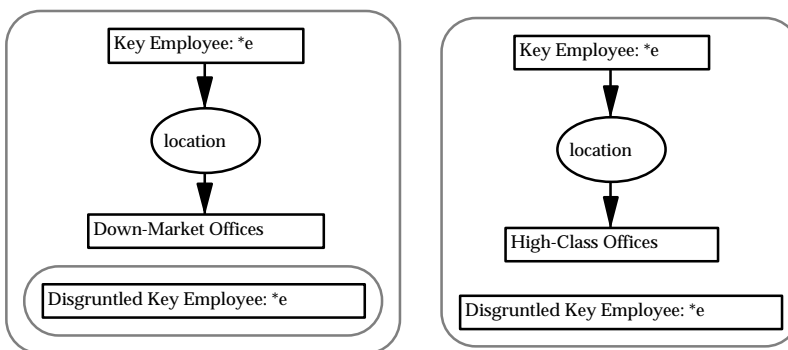 Key Employee: *e
location
Down-Market Offices
Disgruntled Key Employee: *e
Key Employee: *e
location
High-Class Offices
Disgruntled Key Employee: *e